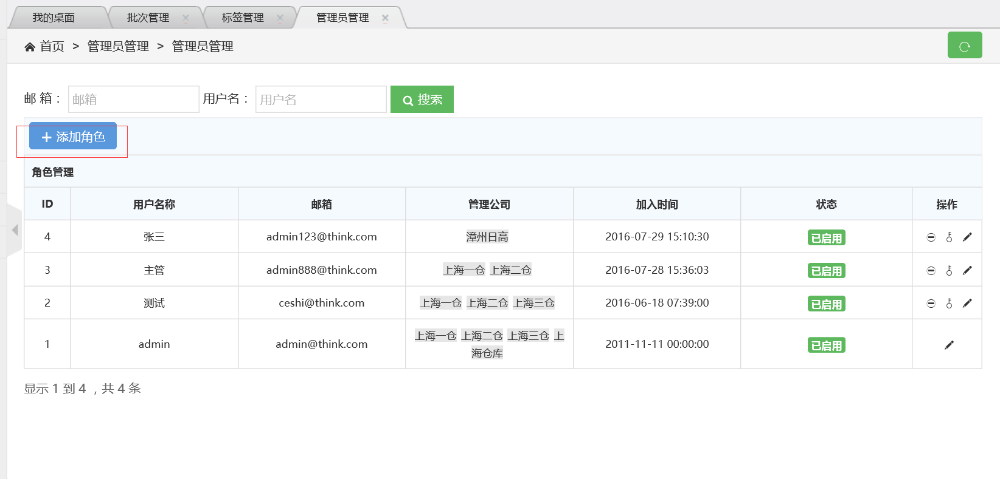 我的桌面 批次管理 标签管理 管理员管理
首页 > 管理员管理 > 管理员管理
邮 箱： 邮箱 用户名： 用户名 搜索
添加角色
角色管理
ID 用户名称 邮箱 管理公司 加入时间 状态 操作
4 张三 admin123@think.com 漳州日高 2016-07-29 15:10:30 已启用
3 主管 admin888@think.com 上海一仓 上海二仓 2016-07-28 15:36:03 已启用
2 测试 ceshi@think.com 上海一仓 上海二仓 上海三仓 2016-06-18 07:39:00 已启用
1 admin admin@think.com 上海一仓 上海二仓 上海三仓 上 2011-11-11 00:00:00 已启用
海仓库
显示 1 到 4 ，共 4 条